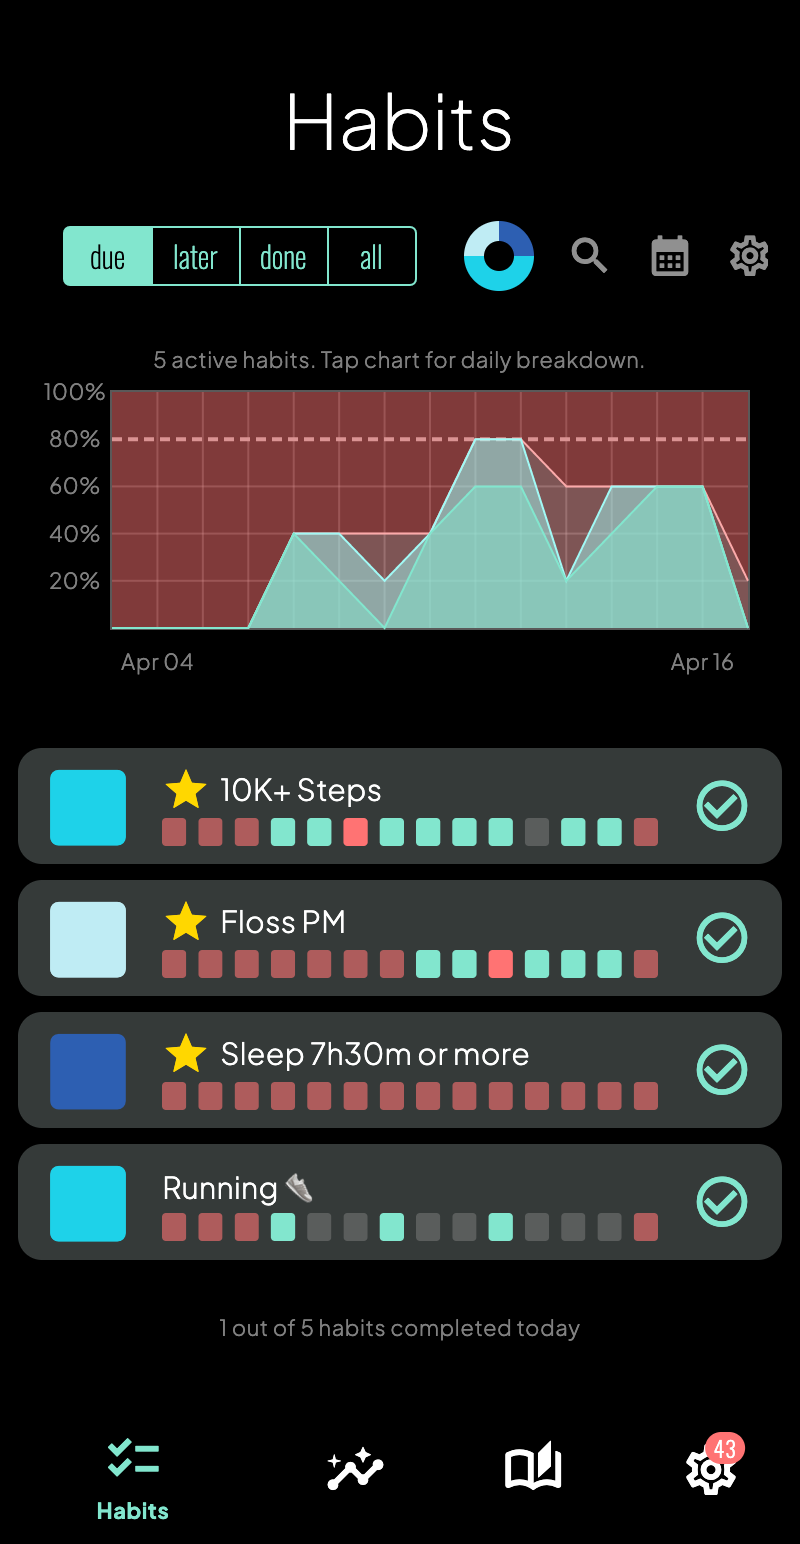 Habits
due later done all
5 active habits. Tap chart for daily breakdown.
100%
80%
60%
40%
20%
Apr 04 Apr 16
10K+ Steps
Floss PM
Sleep 7h30m or more
Running
1 out of 5 habits completed today
43
Habits